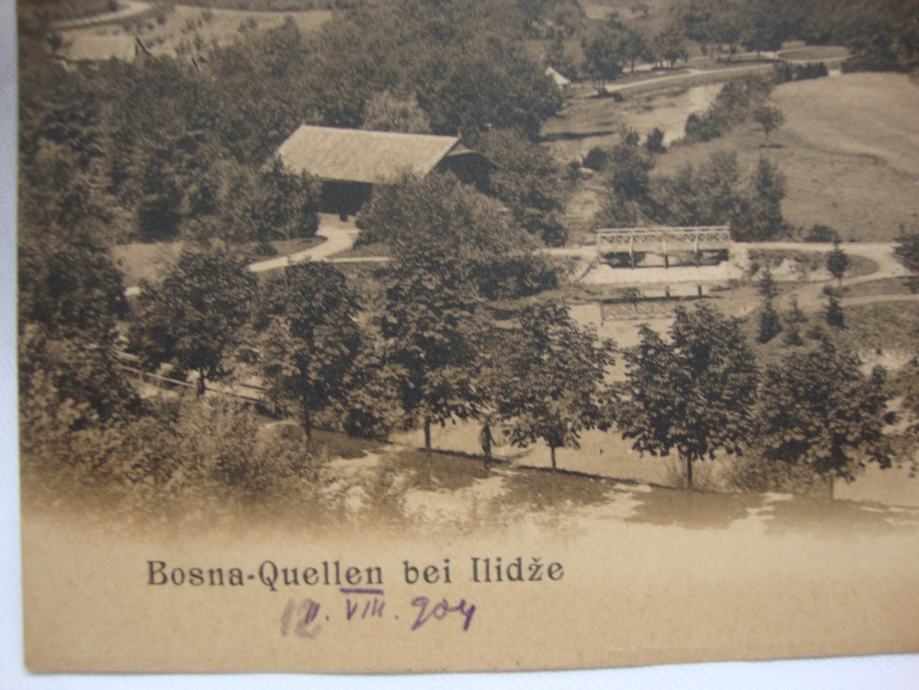 Bosna-Quellen bei Ilidže
12. VIII. 904